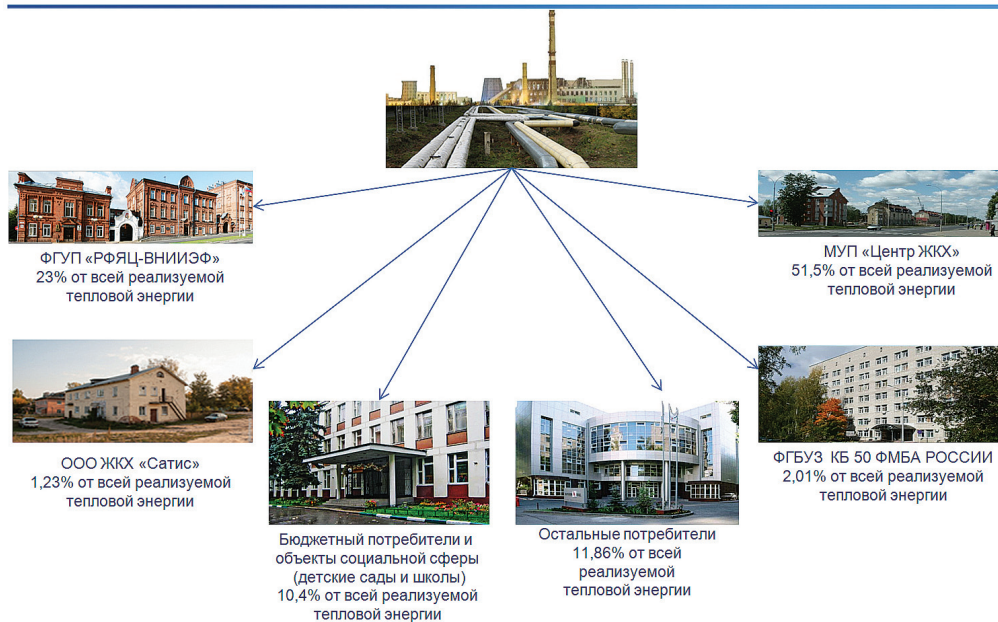 ФГУП «РФЯЦ-ВНИИЭФ»
23% от всей реализуемой
тепловой энергии
МУП «Центр ЖКХ»
51,5% от всей реализуемой
тепловой энергии
ООО ЖКХ «Сатис»
1,23% от всей реализуемой
тепловой энергии
Бюджетный потребители и
объекты социальной сферы
(детские сады и школы)
10,4% от всей реализуемой
тепловой энергии
Остальные потребители
11,86% от всей
реализуемой
тепловой энергии
ФГБУЗ КБ 50 ФМБА РОССИИ
2,01% от всей реализуемой
тепловой энергии